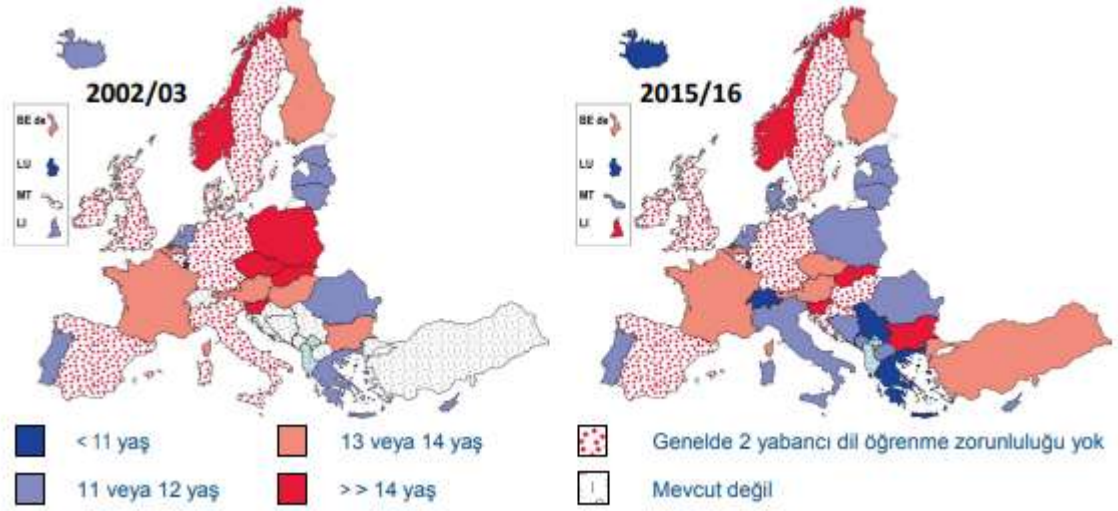 2002/03
BE de
LU
MT
LI
2015/16
BE de
LU
MT
LI
< 11 yaş
11 veya 12 yaş
13 veya 14 yaş
> > 14 yaş
Genelde 2 yabancı dil öğrenme zorunluluğu yok
Mevcut değil